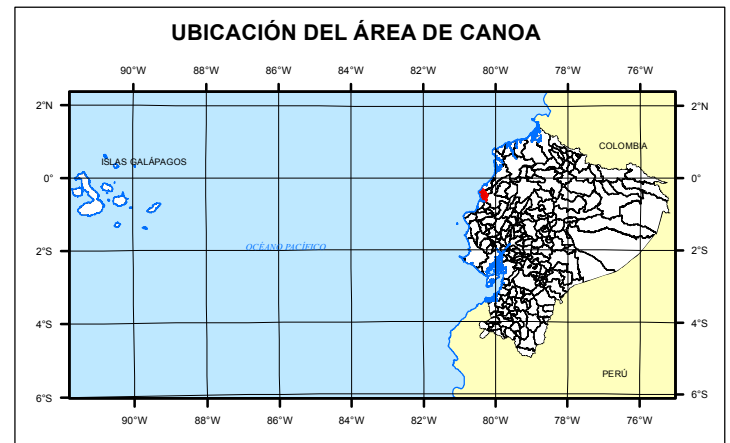 UBICACIÓN DEL ÁREA DE CANOA
90°W 88°W 86°W 84°W 82°W 80°W 78°W 76°W
2°N 2°N
COLOMBIA
ISLAS GALÁPAGOS
0° 0°
OCÉANO PACÍFICO
2°S 2°S
4°S 4°S
PERÚ
6°S 6°S
90°W 88°W 86°W 84°W 82°W 80°W 78°W 76°W